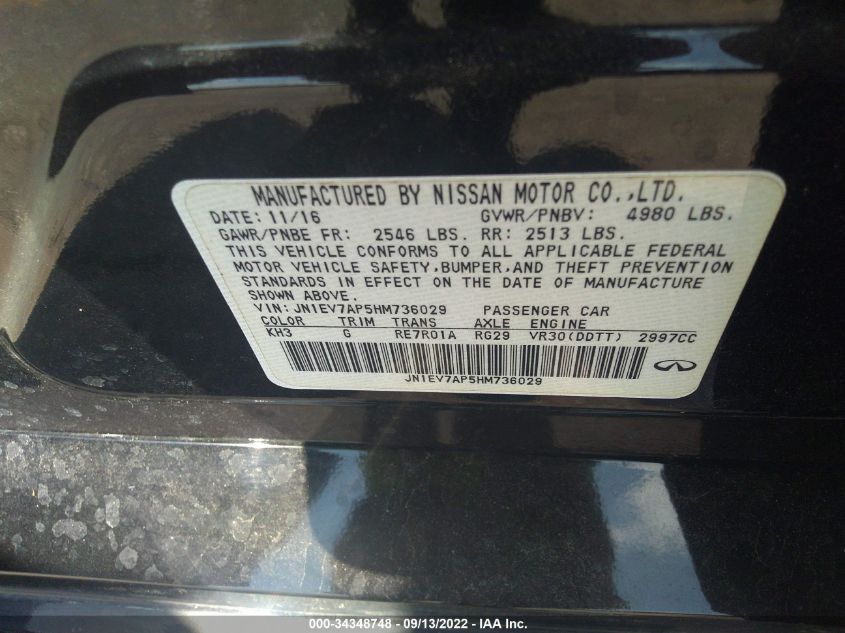 MANUFACTURED BY NISSAN MOTOR CO.,LTD.
DATE: 11/16 GVWR/PNBV: 4980 LBS.
GAWR/PNBE FR: 2546 LBS. RR: 2513 LBS.
THIS VEHICLE CONFORMS TO ALL APPLICABLE FEDERAL
MOTOR VEHICLE SAFETY,BUMPER,AND THEFT PREVENTION
STANDARDS IN EFFECT ON THE DATE OF MANUFACTURE
SHOWN ABOVE.
VIN: JN1EV7AP5HM736029 PASSENGER CAR
COLOR TRIM TRANS AXLE ENGINE
KH3 G RE7R01A RG29 VR30(DDTT) 2997CC
JN1EV7AP5HM736029
000-34348748 - 09/13/2022 - IAA Inc.